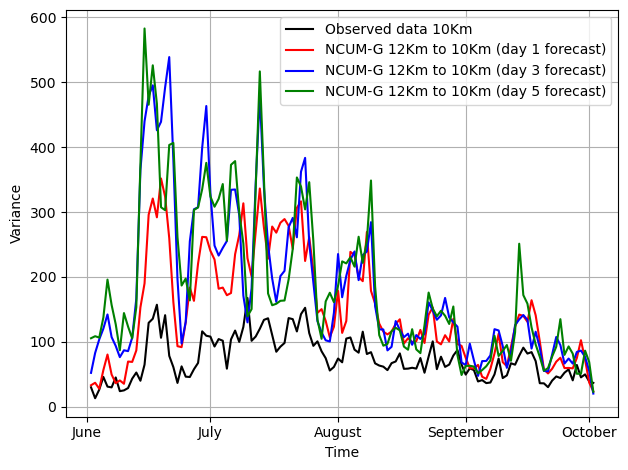 Observed data 10Km
NCUM-G 12Km to 10Km (day 1 forecast)
NCUM-G 12Km to 10Km (day 3 forecast)
NCUM-G 12Km to 10Km (day 5 forecast)
Variance
600
500
400
300
200
100
0
June July August September October
Time